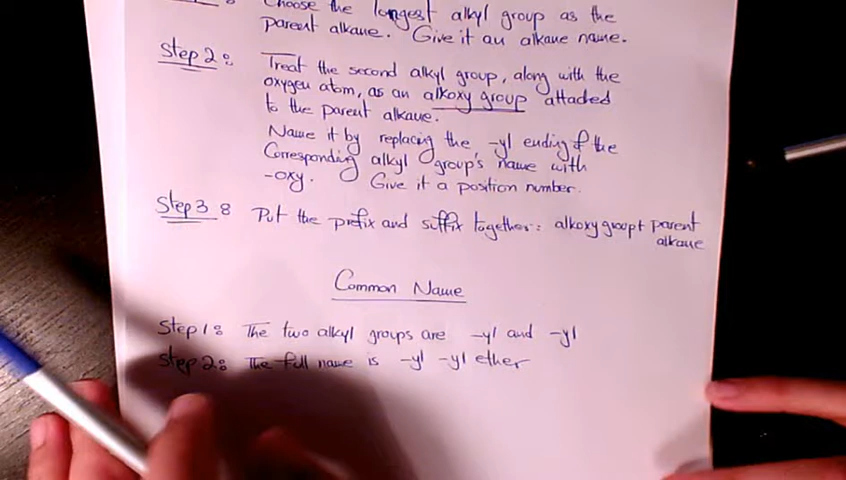 Choose the longest alkyl group as the
parent alkane. Give it an alkane name.
Step 2: Treat the second alkyl group, along with the
oxygen atom, as an alkoxy group attached
to the parent alkane.
Name it by replacing the -yl ending of the
Corresponding alkyl group's name with
-oxy. Give it a position number.
Step 3: Put the prefix and suffix together: alkoxy group + parent
alkane
Common Name
Step 1: The two alkyl groups are -yl and -yl
Step 2: The full name is -yl -yl ether